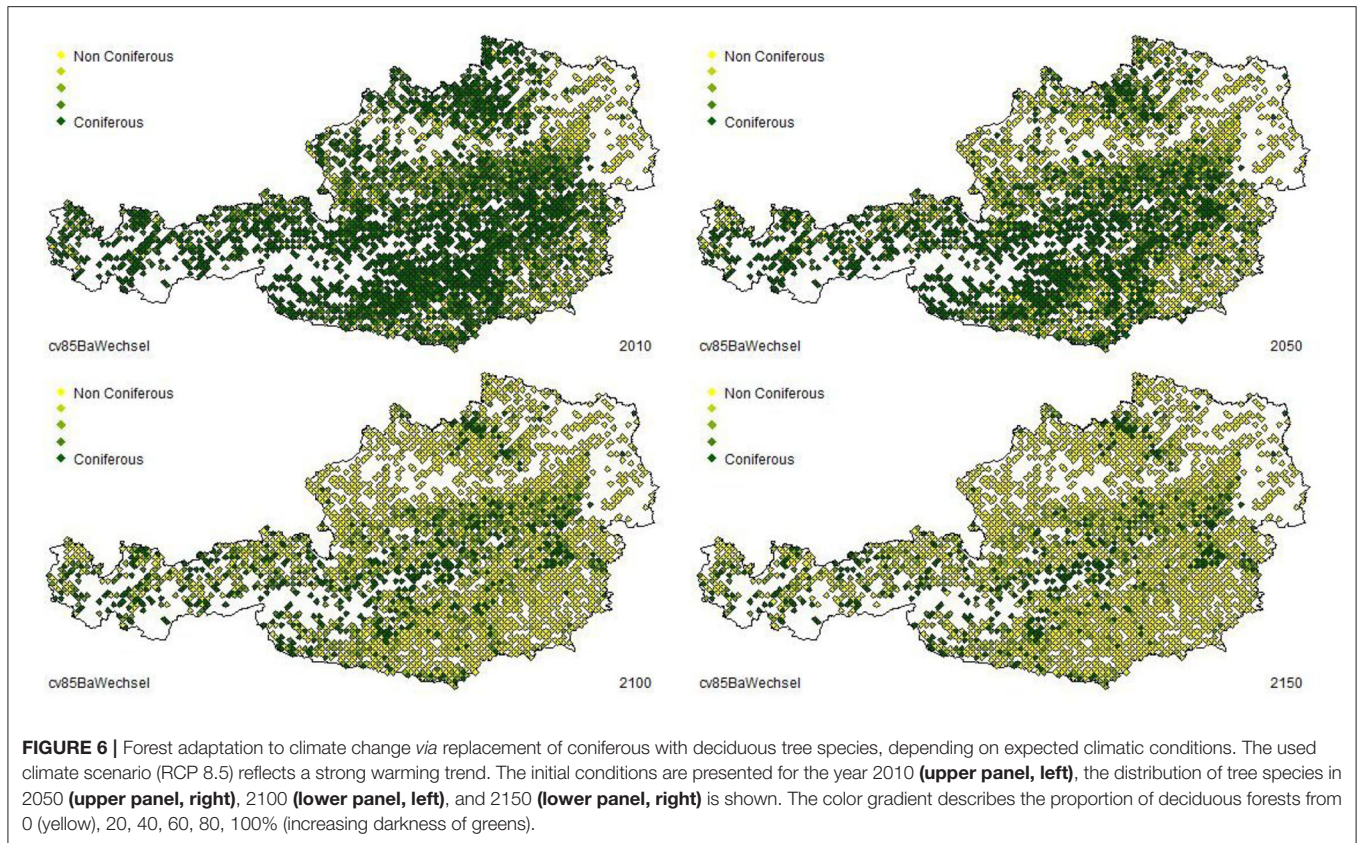 Non Coniferous
Coniferous
cv85BaWechsel
2010
Non Coniferous
Coniferous
cv85BaWechsel
2050
Non Coniferous
Coniferous
cv85BaWechsel
2100
Non Coniferous
Coniferous
cv85BaWechsel
2150
FIGURE 6 | Forest adaptation to climate change via replacement of coniferous with deciduous tree species, depending on expected climatic conditions. The used
climate scenario (RCP 8.5) reflects a strong warming trend. The initial conditions are presented for the year 2010 (upper panel, left), the distribution of tree species in
2050 (upper panel, right), 2100 (lower panel, left), and 2150 (lower panel, right) is shown. The color gradient describes the proportion of deciduous forests from
0 (yellow), 20, 40, 60, 80, 100% (increasing darkness of greens).